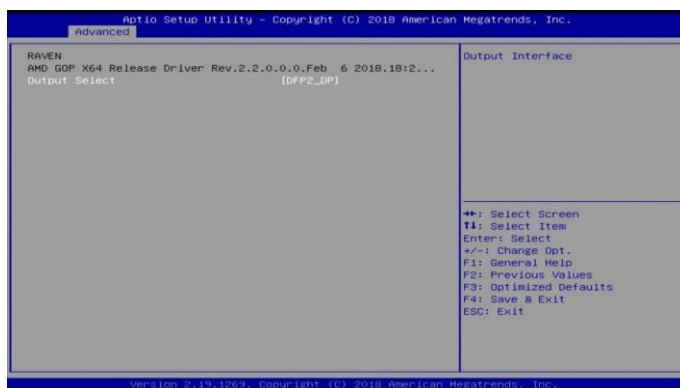 Aptio Setup Utility – Copyright (C) 2018 American Megatrends, Inc.
Advanced
RAVEN
AMD GOP X64 Release Driver Rev.2.2.0.0.0.Feb  6 2018.18:2...
Output Select [DFP2_DP]
Output Interface
→←: Select Screen
↑↓: Select Item
Enter: Select
+/-: Change Opt.
F1: General Help
F2: Previous Values
F3: Optimized Defaults
F4: Save & Exit
ESC: Exit
Version 2.19.1269. Copyright (C) 2018 American Megatrends, Inc.